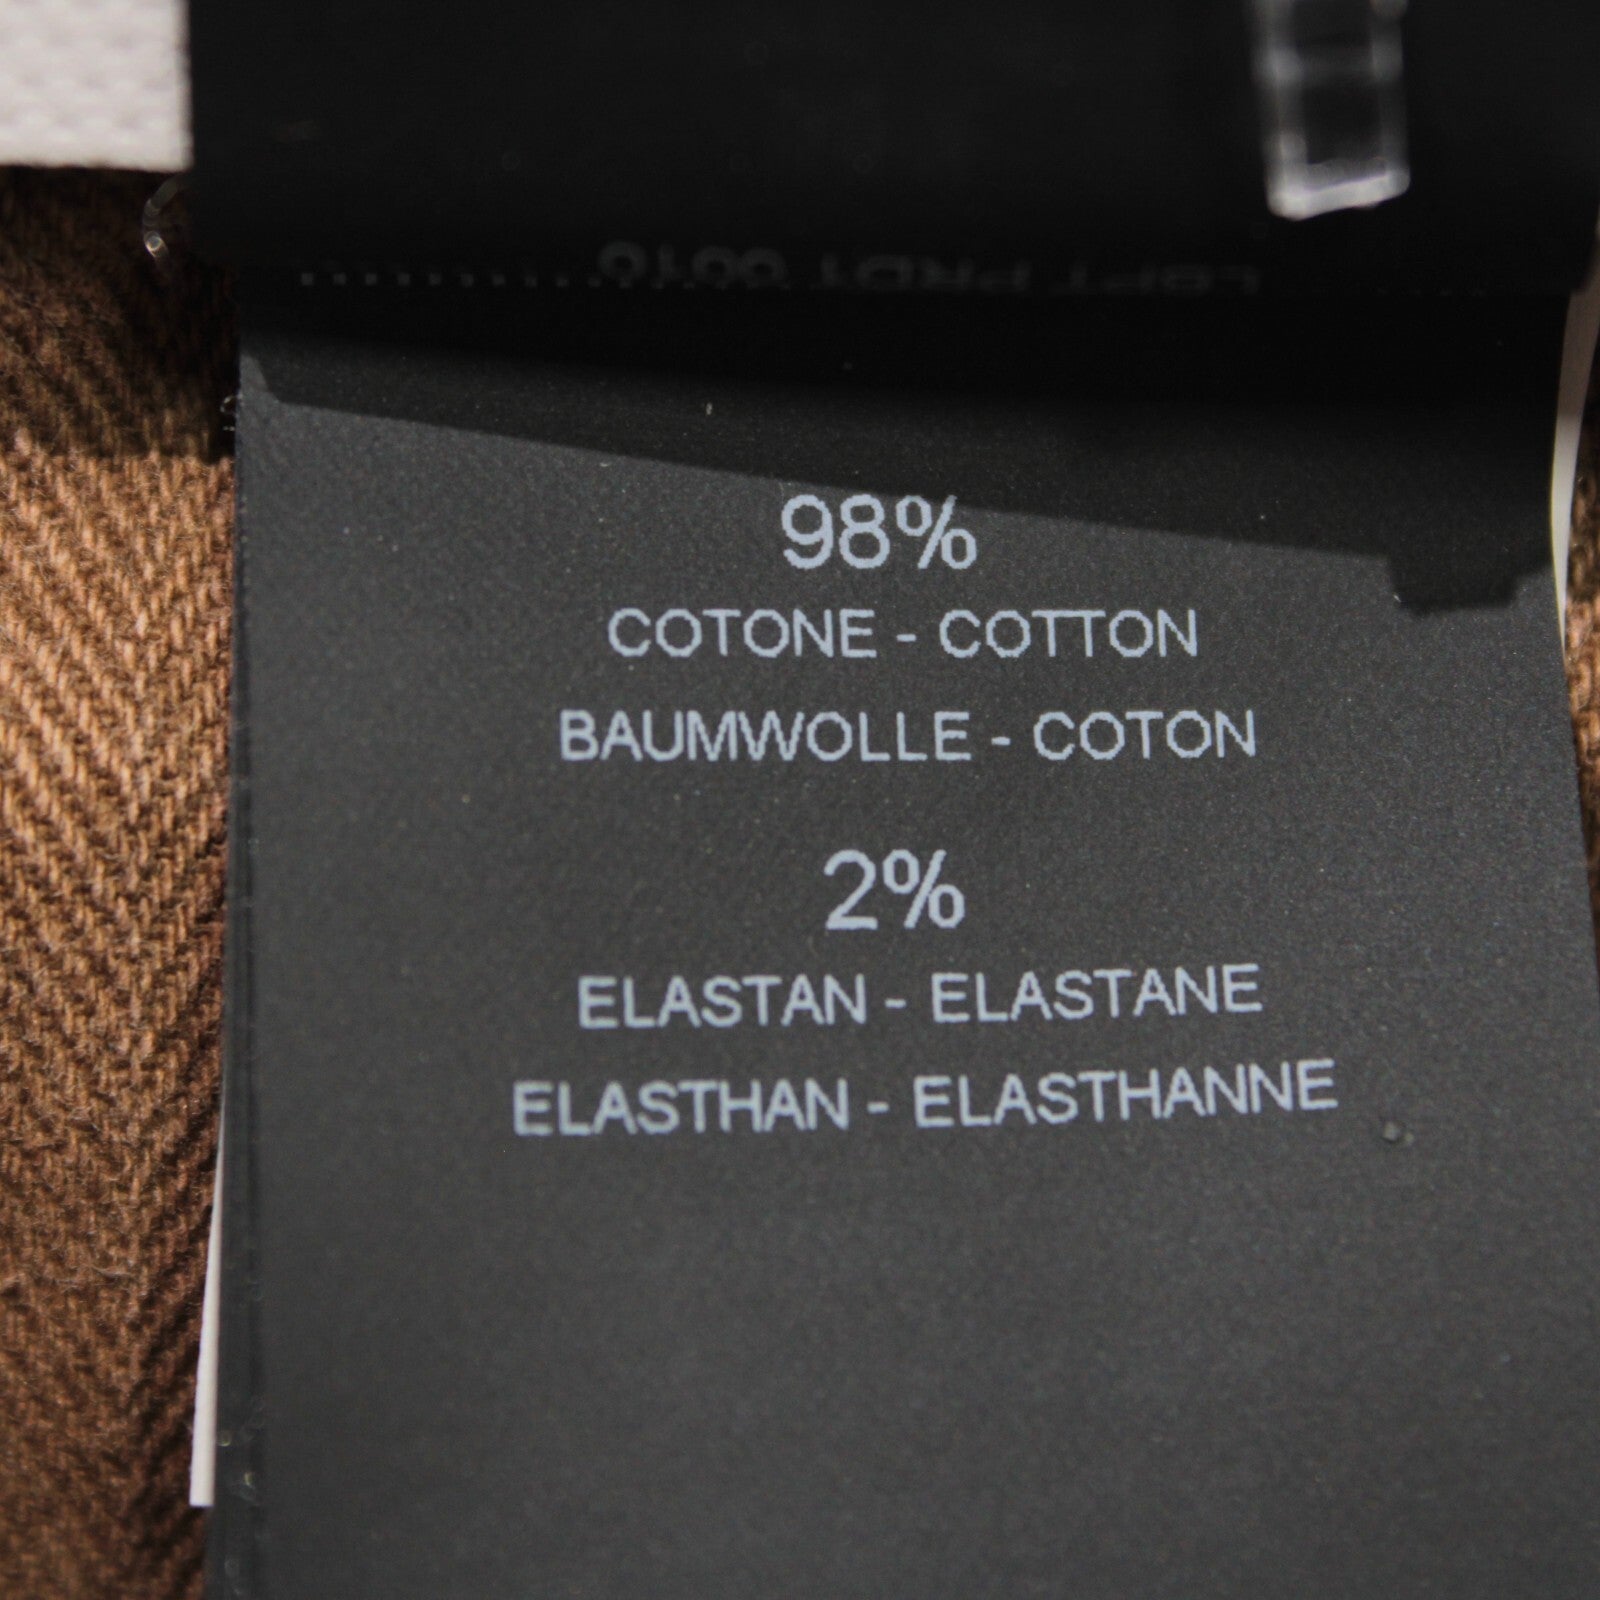 98%
COTONE - COTTON
BAUMWOLLE - COTON
2%
ELASTAN - ELASTANE
ELASTHAN - ELASTHANNE